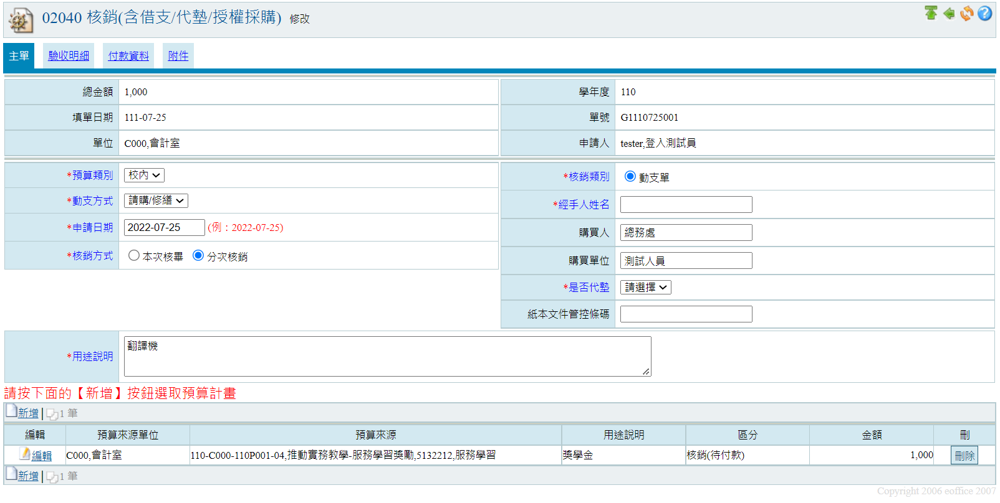 02040 核銷(含借支/代墊/授權採購) 修改
主單 驗收明細 付款資料 附件
總金額 1,000 學年度 110
填單日期 111-07-25 單號 G1110725001
單位 C000,會計室 申請人 tester,登入測試員
*預算類別 校內 *核銷類別 動支單
*動支方式 請購/修繕 *經手人姓名
*申請日期 2022-07-25 (例：2022-07-25) 購買人 總務處
*核銷方式 本次核畢 分次核銷 購買單位 測試人員
*是否代墊 請選擇
紙本文件管控條碼
*用途說明 翻譯機
請按下面的【新增】按鈕選取預算計畫
新增 | 1 筆
編輯 預算來源單位 預算來源 用途說明 區分 金額 刪
編輯 C000,會計室 110-C000-110P001-04,推動實務教學-服務學習獎勵,5132212,服務學習 獎學金 核銷(待付款) 1,000 刪除
新增 | 1 筆
Copyright 2006 eoffice 2007